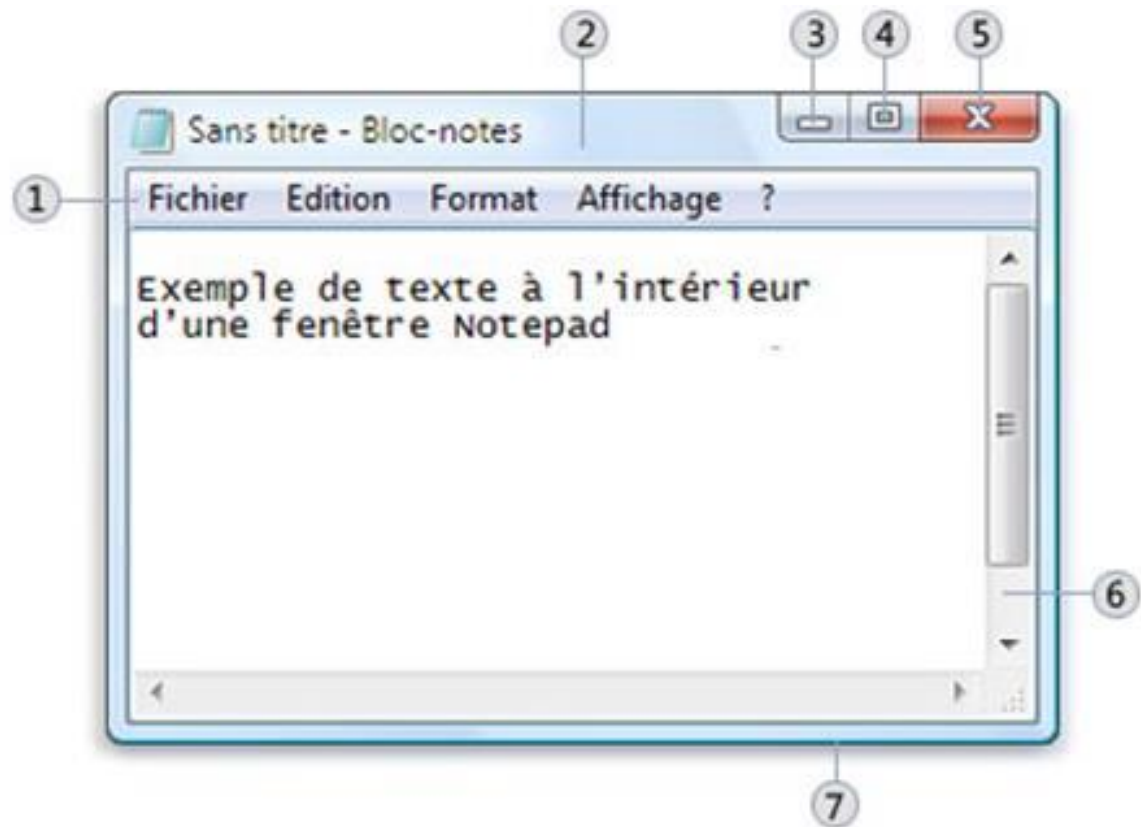 2 3 4 5
Sans titre - Bloc-notes
1 Fichier Edition Format Affichage ?
Exemple de texte à l'intérieur
d'une fenêtre Notepad
6
7